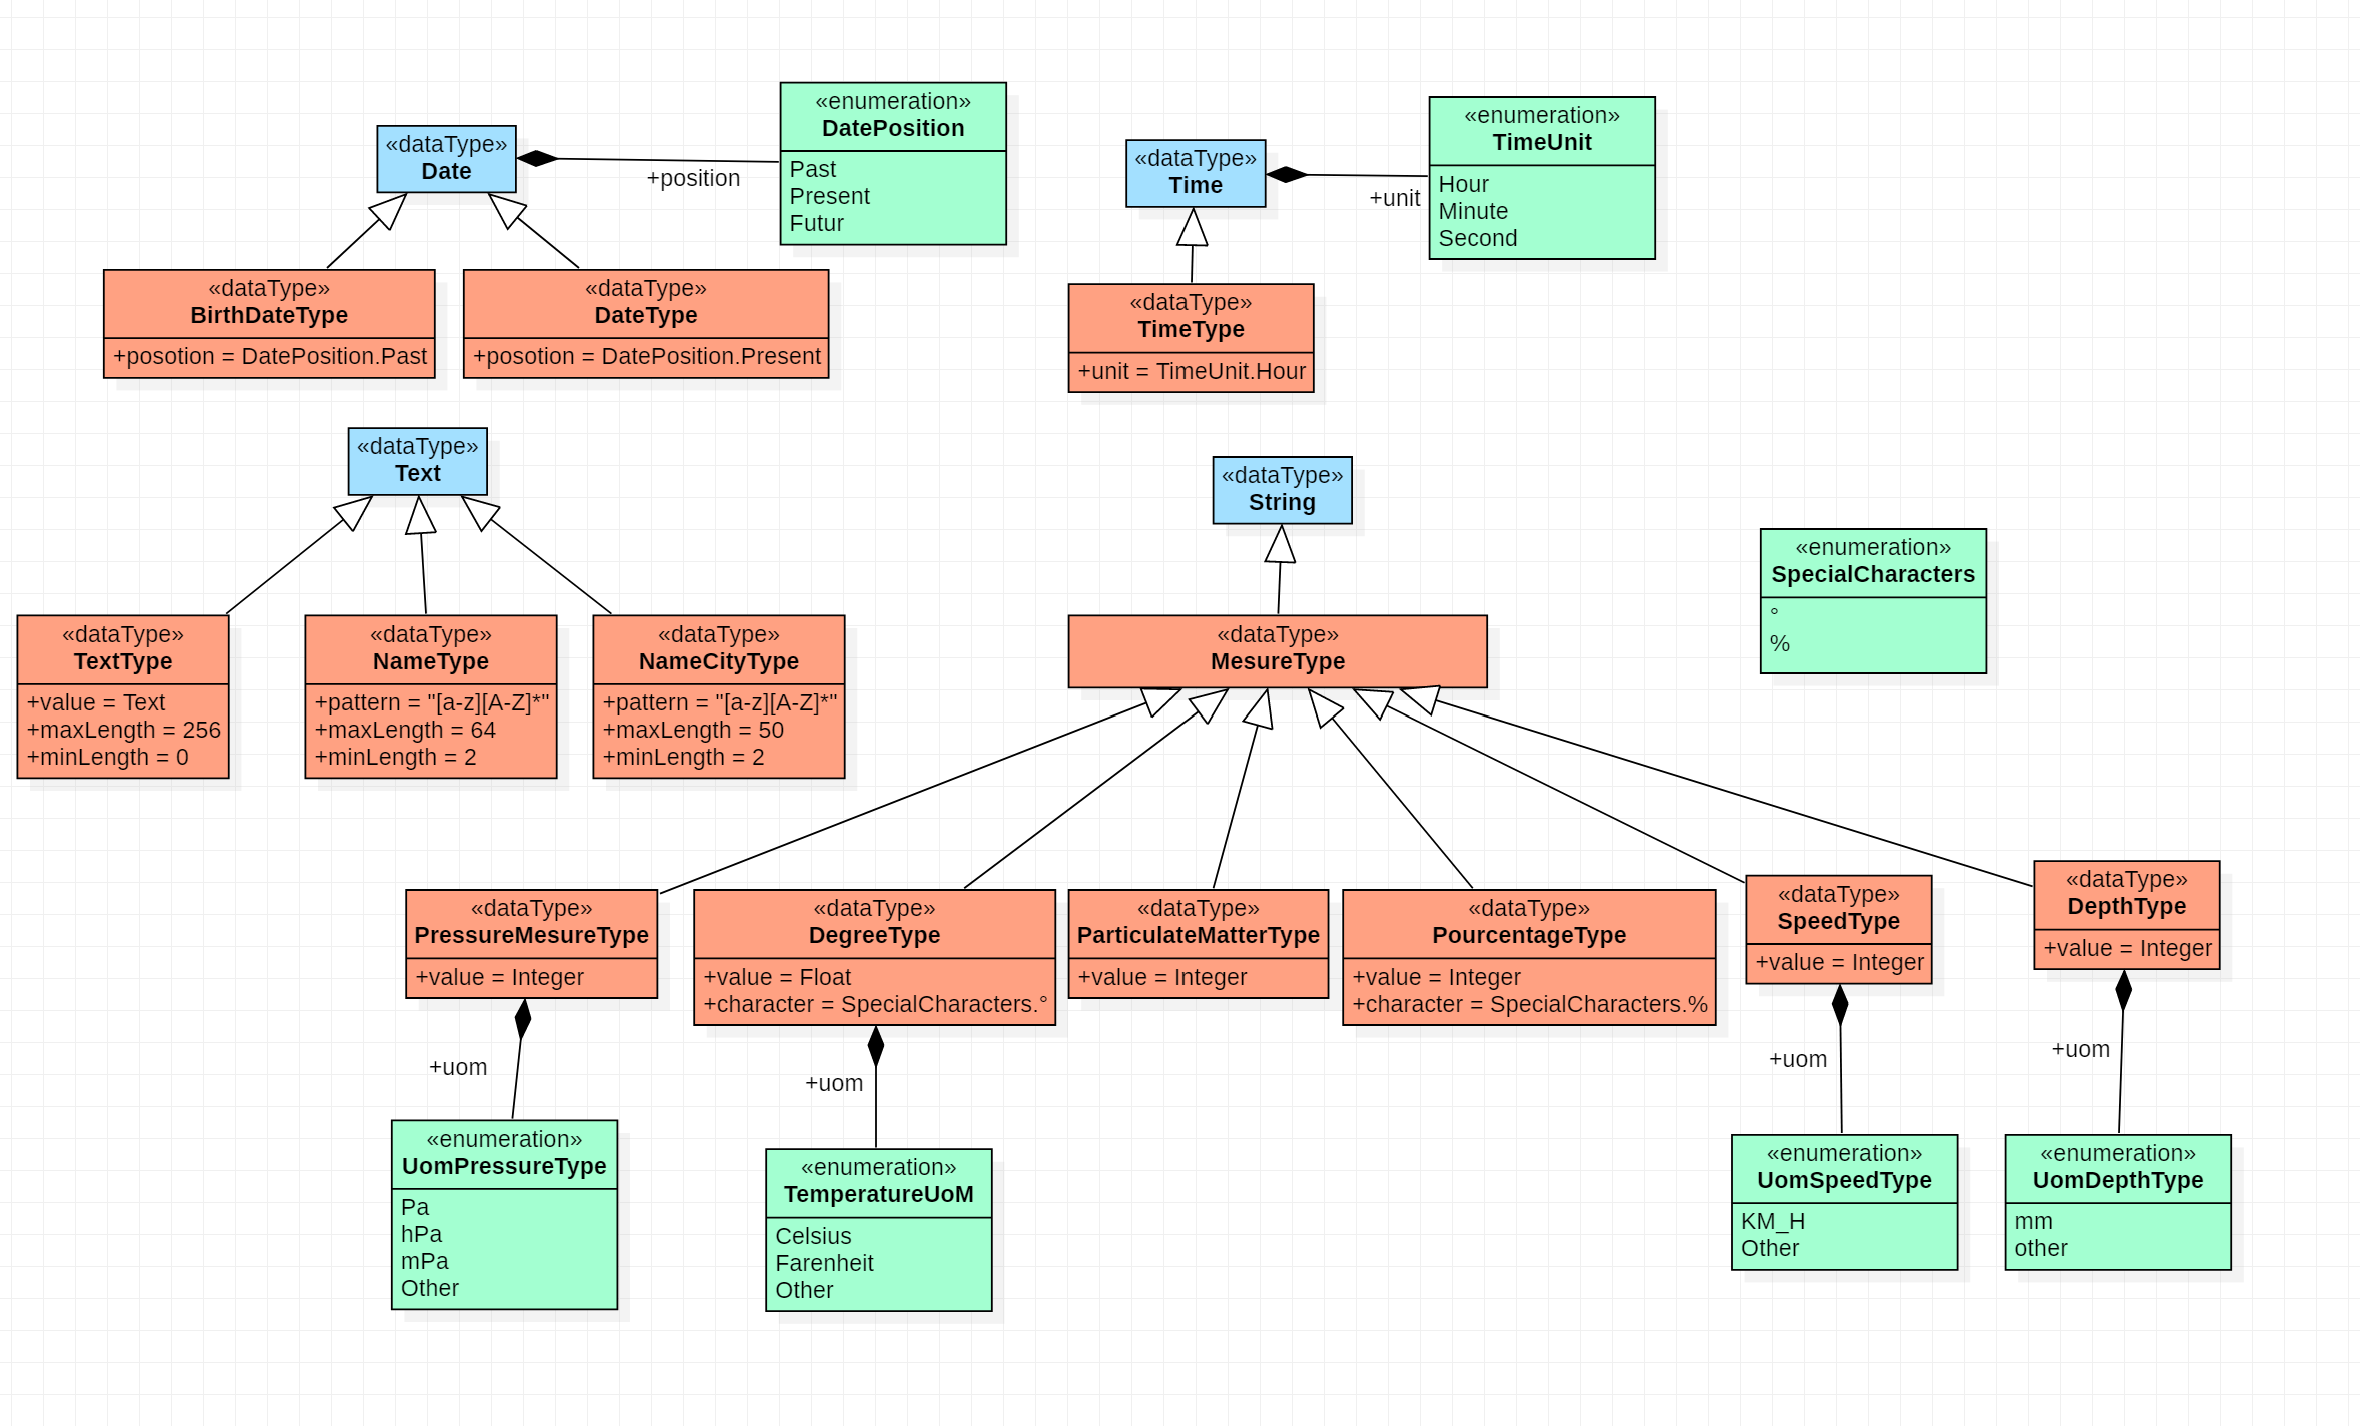 «dataType»
Date
+position
«enumeration»
DatePosition
Past
Present
Futur
«dataType»
Time
+unit
«enumeration»
TimeUnit
Hour
Minute
Second
«dataType»
BirthDateType
+posotion = DatePosition.Past
«dataType»
DateType
+posotion = DatePosition.Present
«dataType»
TimeType
+unit = TimeUnit.Hour
«dataType»
Text
«dataType»
String
«enumeration»
SpecialCharacters
°
%
«dataType»
TextType
+value = Text
+maxLength = 256
+minLength = 0
«dataType»
NameType
+pattern = "[a-z][A-Z]*"
+maxLength = 64
+minLength = 2
«dataType»
NameCityType
+pattern = "[a-z][A-Z]*"
+maxLength = 50
+minLength = 2
«dataType»
MesureType
«dataType»
PressureMesureType
+value = Integer
«dataType»
DegreeType
+value = Float
+character = SpecialCharacters.°
«dataType»
ParticulateMatterType
+value = Integer
«dataType»
PourcentageType
+value = Integer
+character = SpecialCharacters.%
«dataType»
SpeedType
+value = Integer
«dataType»
DepthType
+value = Integer
+uom
+uom
+uom
+uom
«enumeration»
UomPressureType
Pa
hPa
mPa
Other
«enumeration»
TemperatureUoM
Celsius
Farenheit
Other
«enumeration»
UomSpeedType
KM_H
Other
«enumeration»
UomDepthType
mm
other